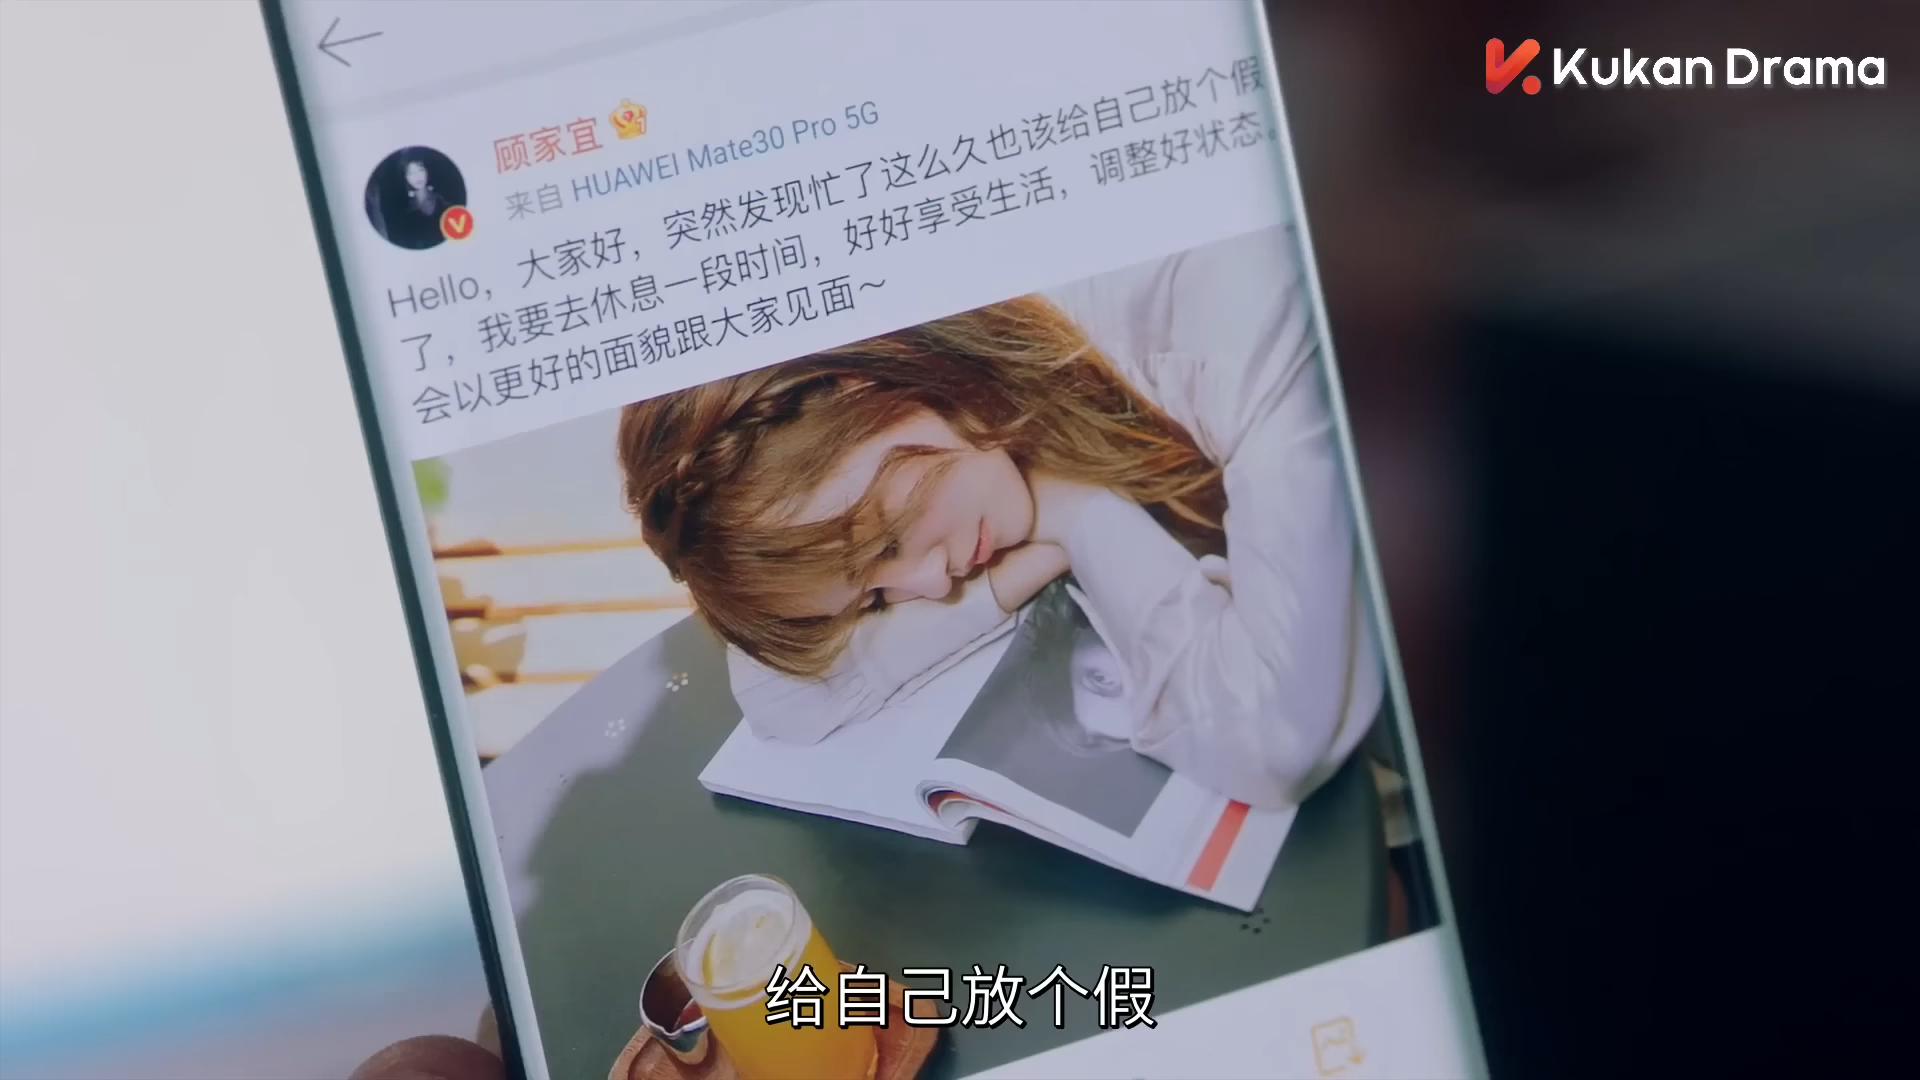 Kukan Drama
顾家宜
来自 HUAWEI Mate30 Pro 5G
Hello，大家好，突然发现忙了这么久也该给自己放个假
了，我要去休息一段时间，好好享受生活，调整好状态。
会以更好的面貌跟大家见面～
给自己放个假